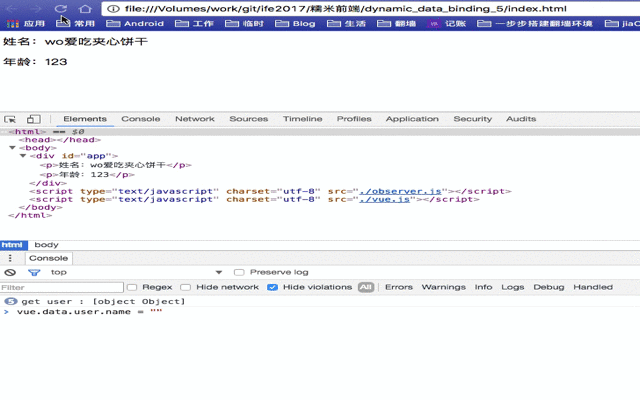 file:///Volumes/work/git/ife2017/糯米前端/dynamic_data_binding_5/index.html
应用 常用 Android 工作 临时 Blog 生活 翻墙 记账 一步步搭建翻墙环境
姓名：wo爱吃夹心饼干
年龄：123
Elements Console Network Sources Timeline Profiles Application Security Audits
<html> == $0
<head></head>
<body>
<div id="app">
<p>姓名：wo爱吃夹心饼干</p>
<p>年龄：123</p>
</div>
<script type="text/javascript" charset="utf-8" src="./observer.js"></script>
<script type="text/javascript" charset="utf-8" src="./vue.js"></script>
</body>
</html>
html body
Console
top Preserve log
Filter Regex Hide network Hide violations All Errors Warnings Info Logs Debug Handled
5 get user : [object Object]
> vue.data.user.name = ""